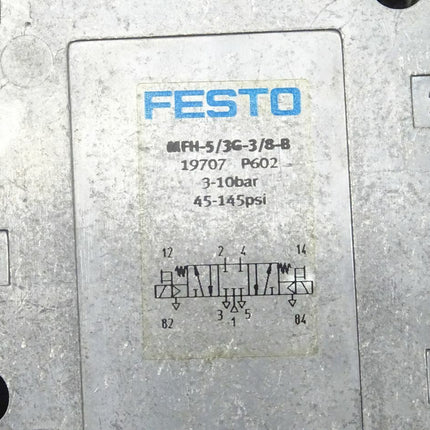 FESTO
MFH-5/3G-3/8-B
19707 P602
3-10bar
45-145psi
12 2 4 14
82 3 1 5 84